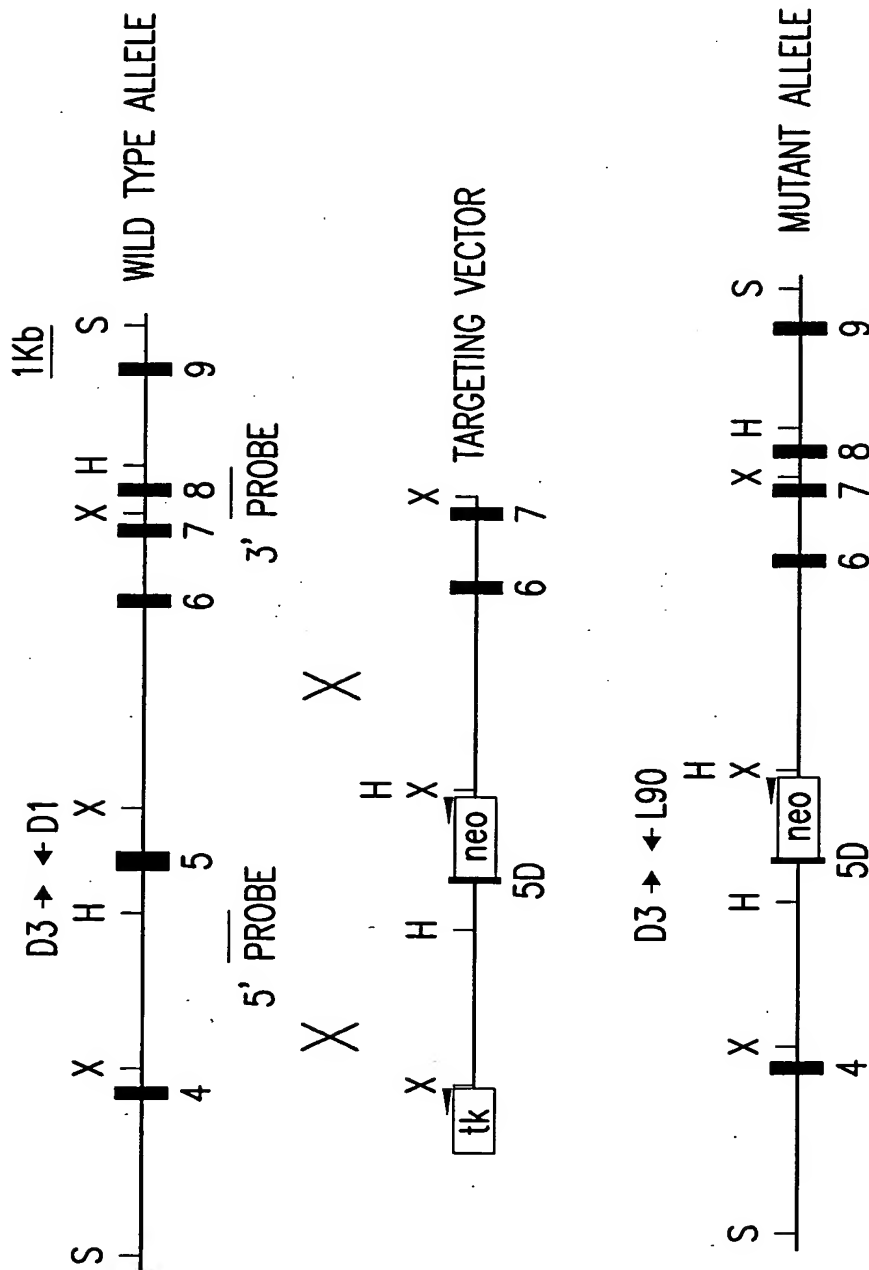 1Kb
D3 → ← D1
S X H X X H S
4 5 6 7 8 9
WILD TYPE ALLELE
5' PROBE 3' PROBE
X X
H
X H X X
tk neo
5D 6 7
TARGETING VECTOR
D3 → ← L90
H
S X H X X H S
neo
4 5D 6 7 8 9
MUTANT ALLELE